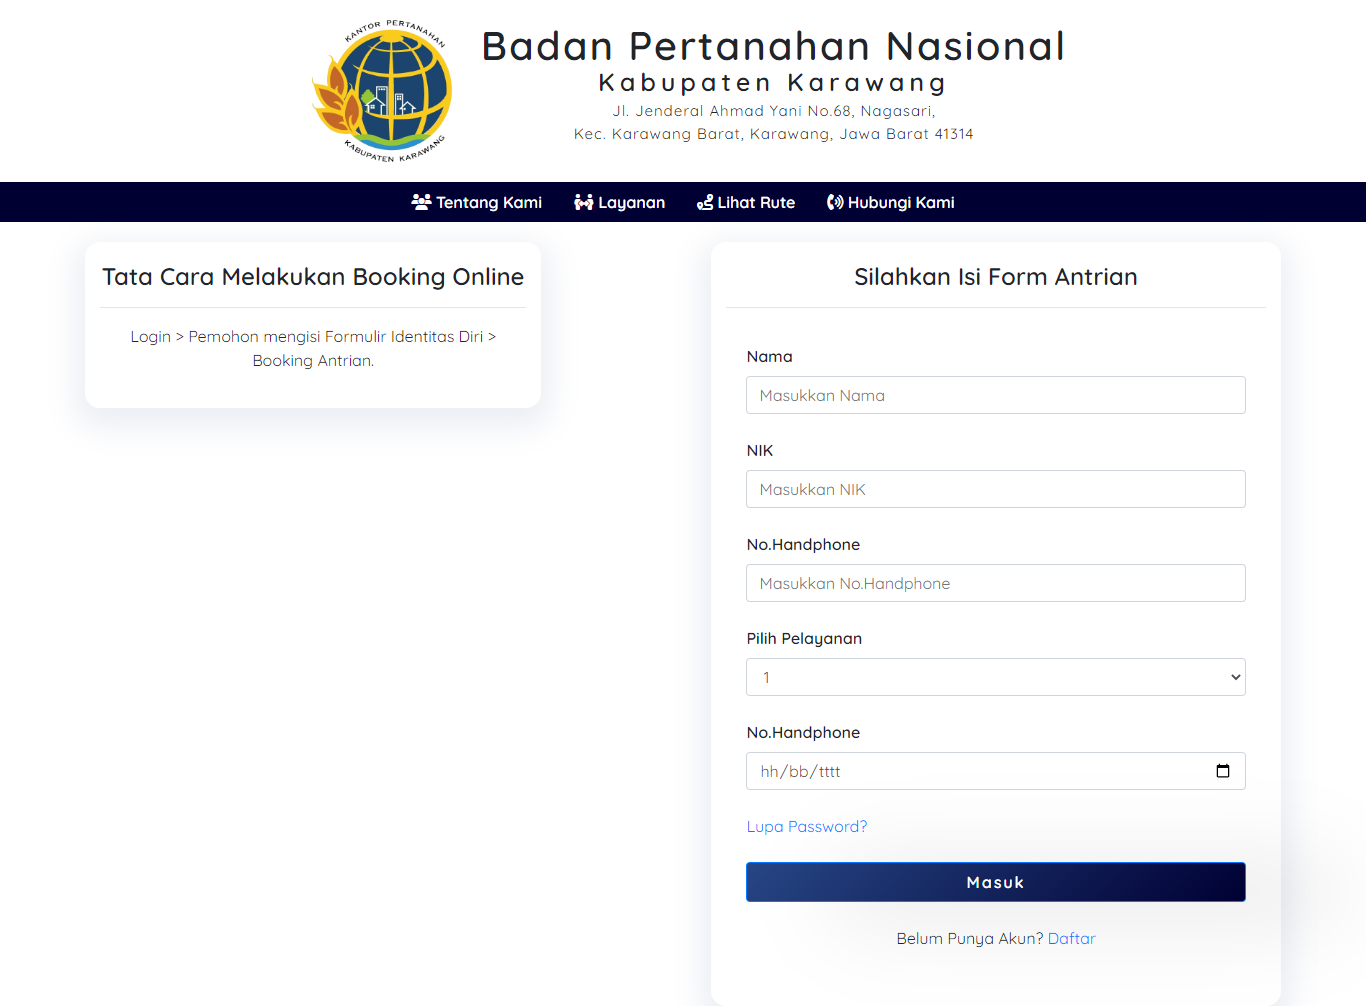 KANTOR PERTANAHAN
KABUPATEN KARAWANG
Badan Pertanahan Nasional
Kabupaten Karawang
Jl. Jenderal Ahmad Yani No.68, Nagasari,
Kec. Karawang Barat, Karawang, Jawa Barat 41314
Tentang Kami Layanan Lihat Rute Hubungi Kami
Tata Cara Melakukan Booking Online
Login > Pemohon mengisi Formulir Identitas Diri >
Booking Antrian.
Silahkan Isi Form Antrian
Nama
Masukkan Nama
NIK
Masukkan NIK
No.Handphone
Masukkan No.Handphone
Pilih Pelayanan
1
No.Handphone
hh/bb/tttt
Lupa Password?
Masuk
Belum Punya Akun? Daftar